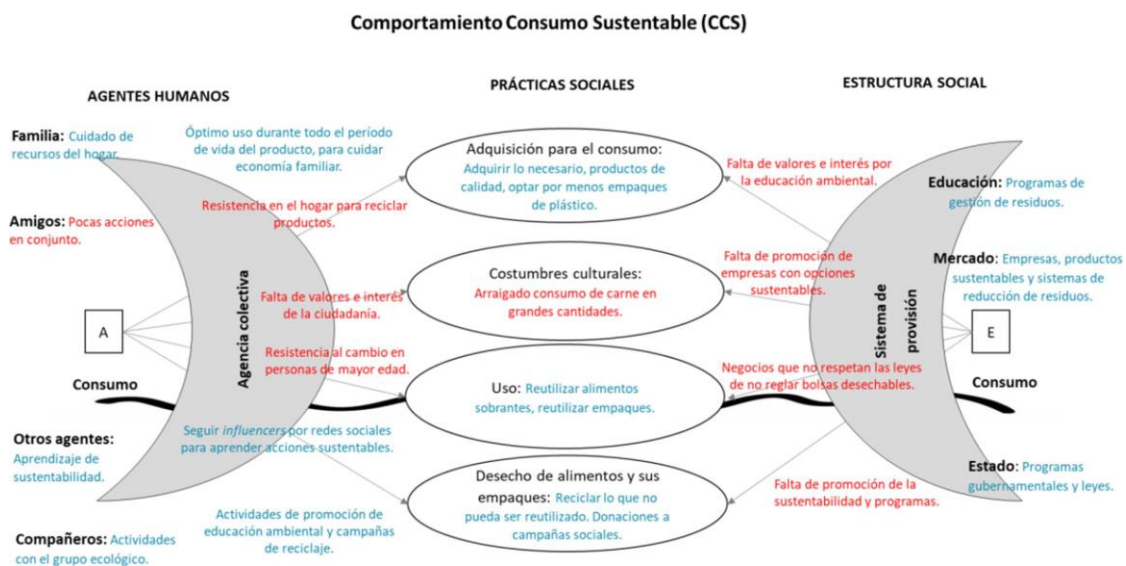 Comportamiento Consumo Sustentable (CCS)
AGENTES HUMANOS
PRÁCTICAS SOCIALES
ESTRUCTURA SOCIAL
Familia: Cuidado de
recursos del hogar.
Amigos: Pocas acciones
en conjunto.
A
Consumo
Otros agentes:
Aprendizaje de
sustentabilidad.
Compañeros: Actividades
con el grupo ecológico.
Agencia colectiva
Óptimo uso durante todo el período
de vida del producto, para cuidar
economía familiar.
Resistencia en el hogar para reciclar
productos.
Falta de valores e interés
de la ciudadanía.
Resistencia al cambio en
personas de mayor edad.
Seguir influencers por redes sociales
para aprender acciones sustentables.
Actividades de promoción de
educación ambiental y campañas
de reciclaje.
Adquisición para el consumo:
Adquirir lo necesario, productos
de calidad, optar por menos empaques
de plástico.
Costumbres culturales:
Arraigado consumo de carne en
grandes cantidades.
Uso: Reutilizar alimentos
sobrantes, reutilizar empaques.
Desecho de alimentos y sus
empaques: Reciclar lo que no
pueda ser reutilizado. Donaciones a
campañas sociales.
Falta de valores e interés por
la educación ambiental.
Falta de promoción de
empresas con opciones
sustentables.
Negocios que no respetan las leyes
de no reglar bolsas desechables.
Falta de promoción de la
sustentabilidad y programas.
Sistema de
provisión
Educación: Programas de
gestión de residuos.
Mercado: Empresas, productos
sustentables y sistemas de
reducción de residuos.
E
Consumo
Estado: Programas
gubernamentales y leyes.